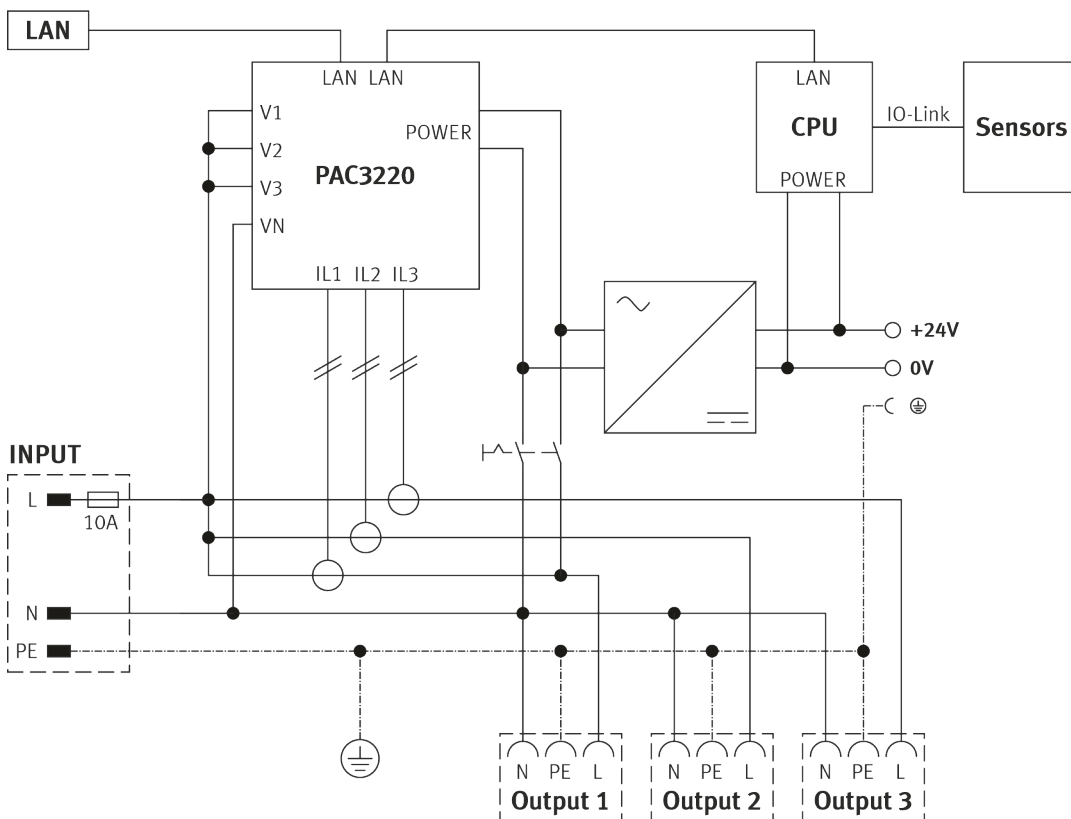 LAN
LAN LAN
LAN
V1
POWER
V2
PAC3220
V3
VN
IL1 IL2 IL3
CPU
IO-Link
Sensors
POWER
+24V
0V
INPUT
L
10A
N
PE
N PE L
Output 1
N PE L
Output 2
N PE L
Output 3